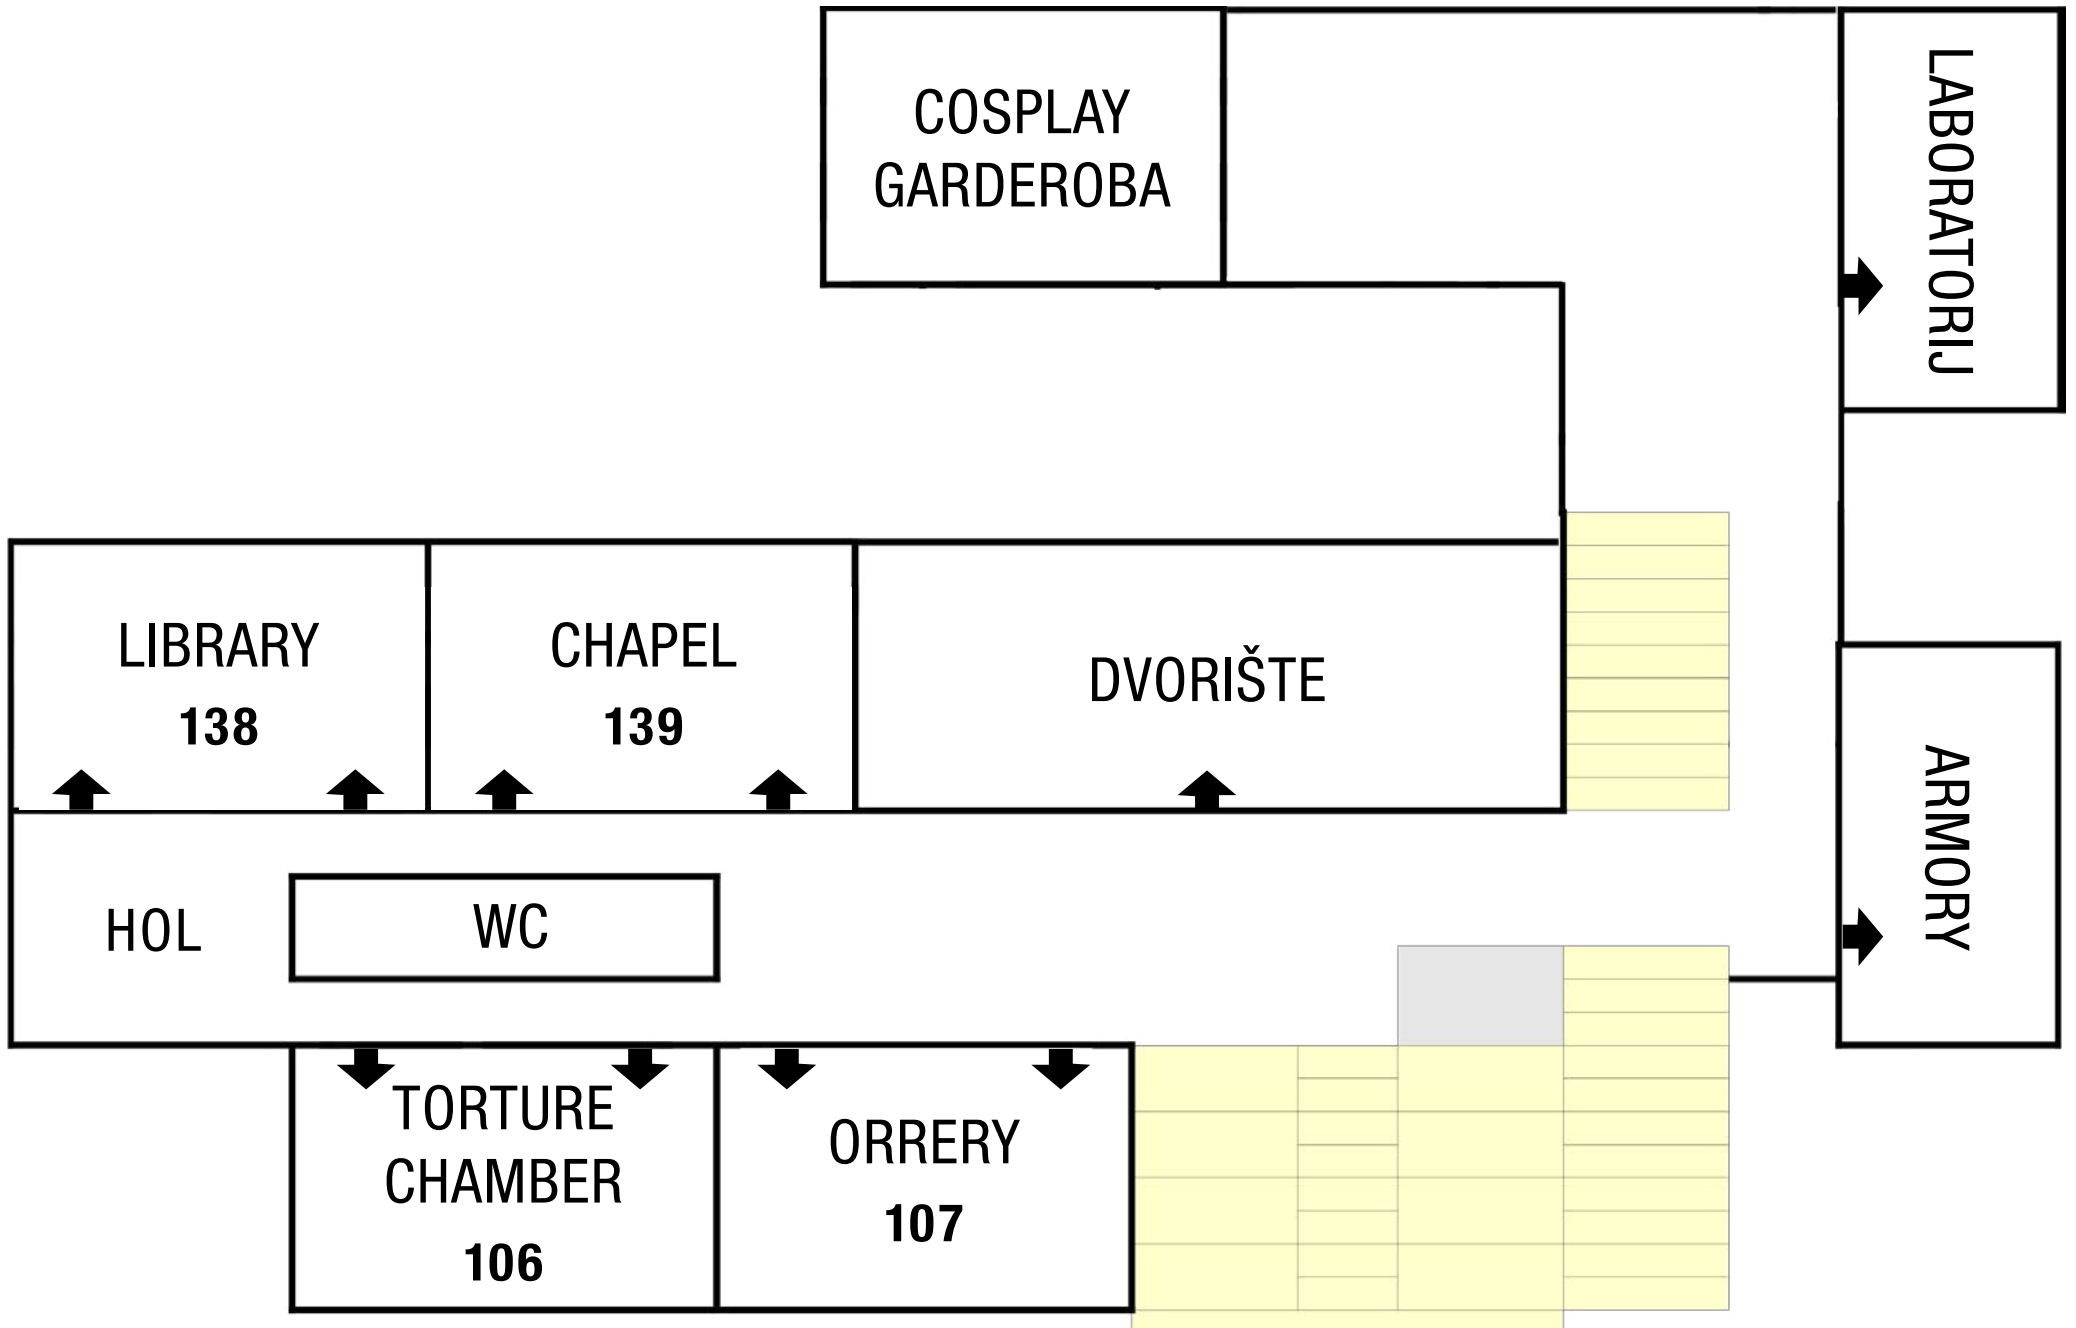 COSPLAY
GARDEROBA
LABORATORIJ
LIBRARY
138
CHAPEL
139
DVORIŠTE
ARMORY
HOL
WC
TORTURE
CHAMBER
106
ORRERY
107